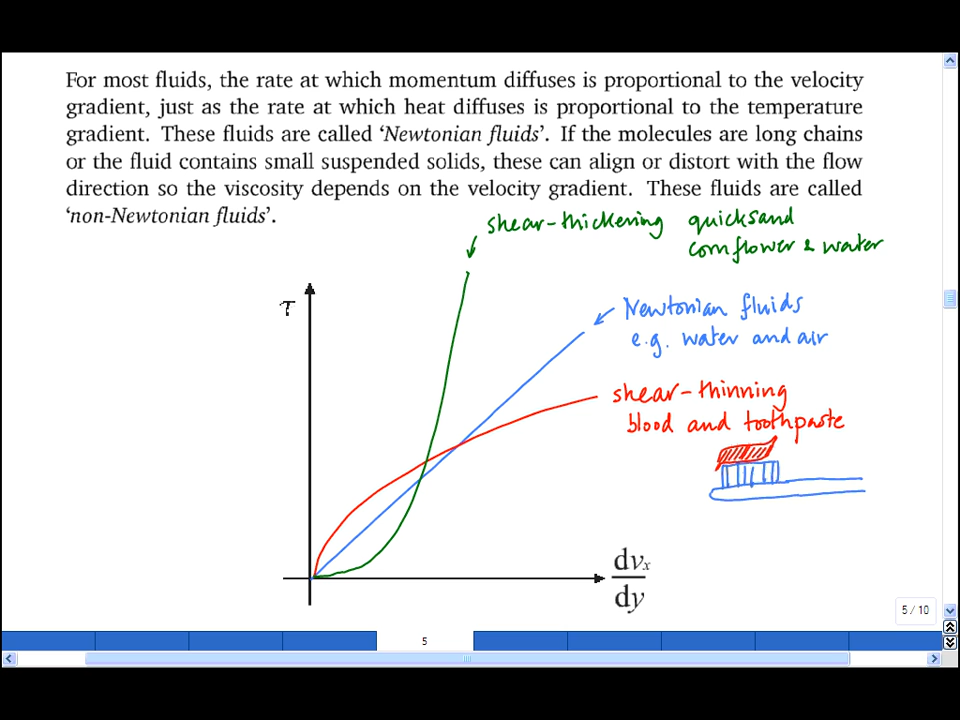 For most fluids, the rate at which momentum diffuses is proportional to the velocity
gradient, just as the rate at which heat diffuses is proportional to the temperature
gradient. These fluids are called ‘Newtonian fluids’. If the molecules are long chains
or the fluid contains small suspended solids, these can align or distort with the flow
direction so the viscosity depends on the velocity gradient. These fluids are called
‘non-Newtonian fluids’.
shear-thickening quicksand
cornflower & water
τ
Newtonian fluids
e.g. water and air
shear-thinning
blood and toothpaste
dvₓ
dy
5 / 10
5